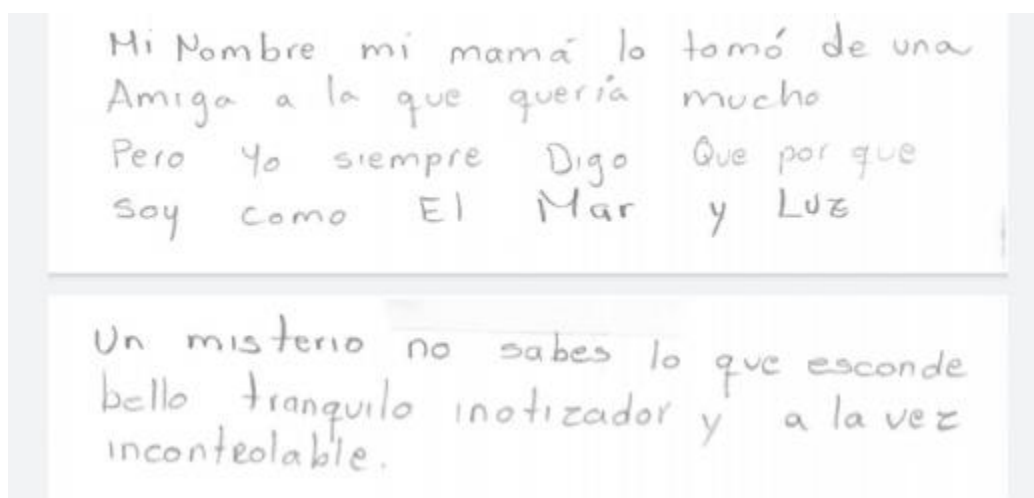 Mi Nombre mi mamá lo tomó de una
Amiga a la que quería mucho
Pero Yo siempre Digo Que por que
soy como El Mar y Luz
Un misterio no sabes lo que esconde
bello tranquilo inotizador y a la vez
incontrolable.